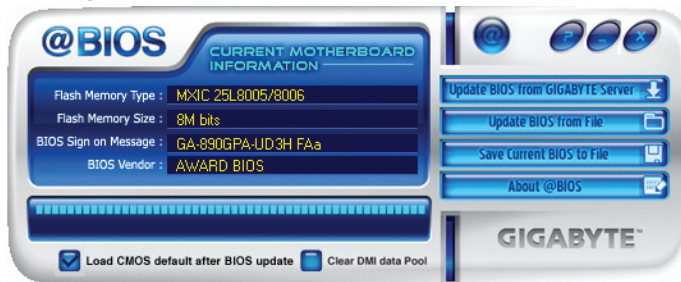 @BIOS
CURRENT MOTHERBOARD
INFORMATION
Flash Memory Type : MXIC 25L8005/8006
Flash Memory Size : 8M bits
BIOS Sign on Message : GA-890GPA-UD3H FAa
BIOS Vendor : AWARD BIOS
Load CMOS default after BIOS update
Clear DMI data Pool
@ ? - X
Update BIOS from GIGABYTE Server
Update BIOS from File
Save Current BIOS to File
About @BIOS
GIGABYTE™